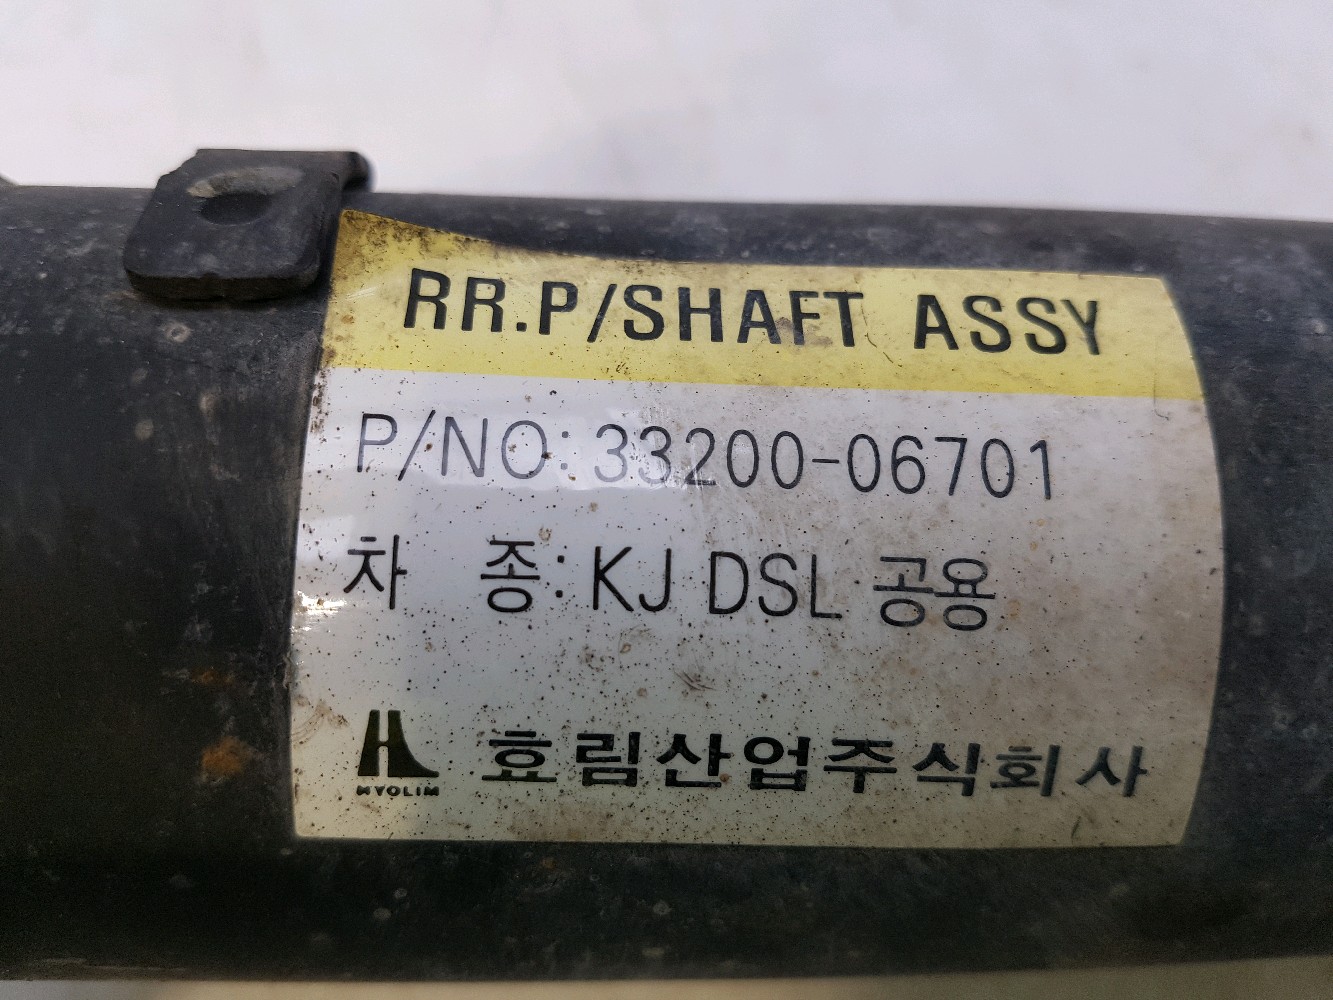 RR.P/SHAFT ASSY
P/NO: 33200-06701
차 종: KJ DSL 공용
HYOLIM 효림산업주식회사